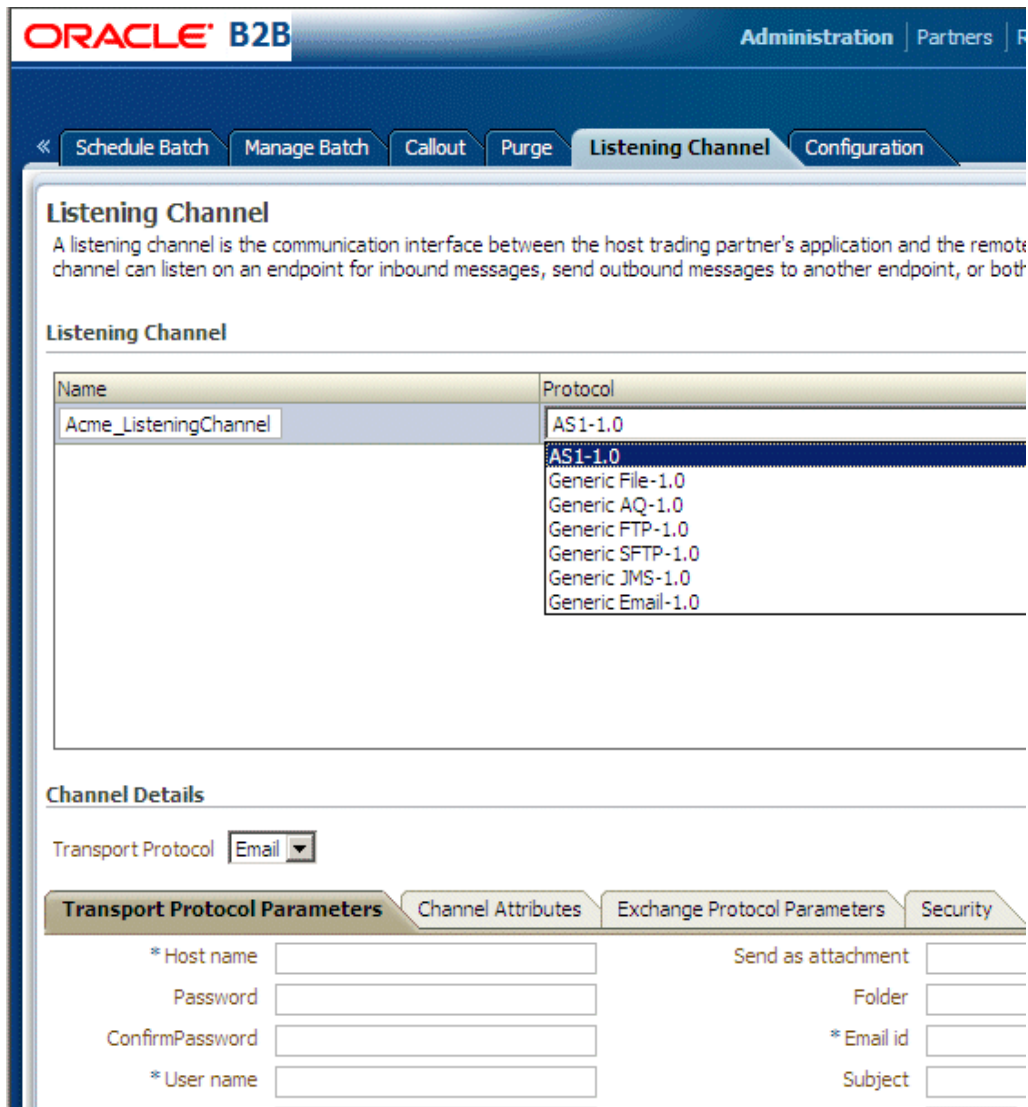 ORACLE B2B
Administration | Partners | R
« Schedule Batch Manage Batch Callout Purge Listening Channel Configuration
Listening Channel
A listening channel is the communication interface between the host trading partner's application and the remote
channel can listen on an endpoint for inbound messages, send outbound messages to another endpoint, or both
Listening Channel
Name Protocol
Acme_ListeningChannel AS1-1.0
AS1-1.0
Generic File-1.0
Generic AQ-1.0
Generic FTP-1.0
Generic SFTP-1.0
Generic JMS-1.0
Generic Email-1.0
Channel Details
Transport Protocol Email
Transport Protocol Parameters Channel Attributes Exchange Protocol Parameters Security
* Host name Send as attachment
Password Folder
ConfirmPassword * Email id
* User name Subject